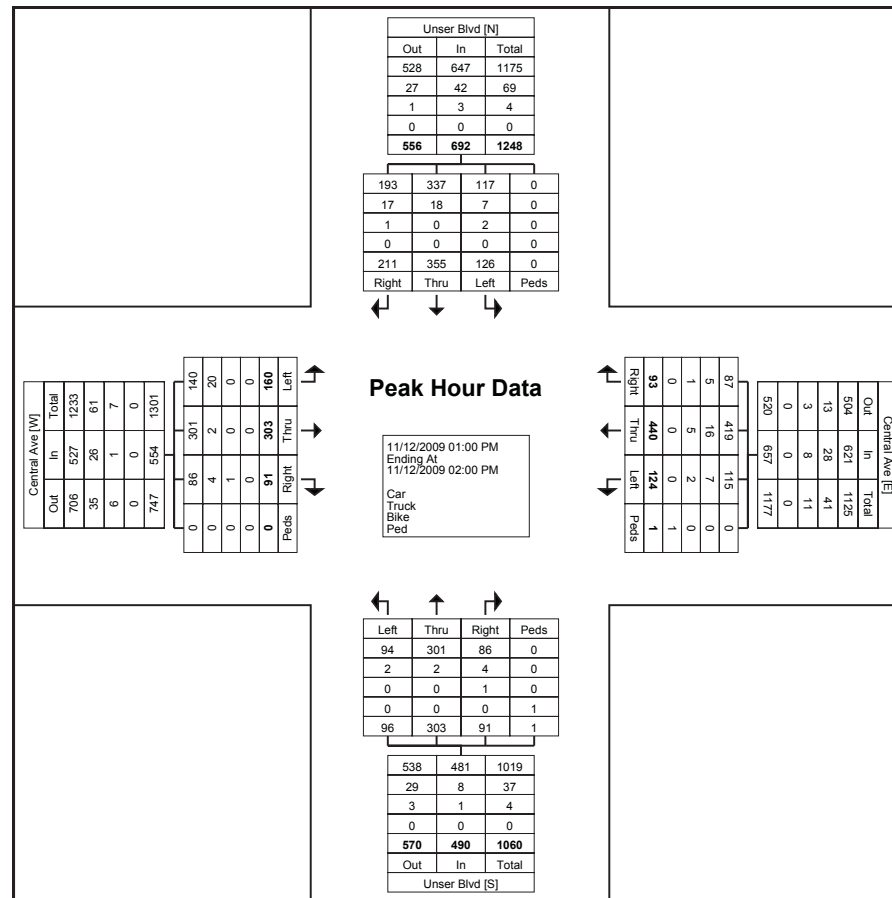 Unser Blvd [N]
Out In Total
528 647 1175
27 42 69
1 3 4
0 0 0
556 692 1248
193 337 117 0
17 18 7 0
1 0 2 0
0 0 0 0
211 355 126 0
Right Thru Left Peds
Central Ave [W]
Out In Total
706 527 1233
35 26 61
6 1 7
0 0 0
747 554 1301
0 86 301 140
0 4 2 20
0 1 0 0
0 0 0 0
0 91 303 160
Peds Right Thru Left
Peak Hour Data
11/12/2009 01:00 PM
Ending At
11/12/2009 02:00 PM
Car
Truck
Bike
Ped
Central Ave [E]
Out In Total
504 621 1125
13 28 41
3 8 11
0 0 0
520 657 1177
87 419 115 0
5 16 7 0
1 5 2 0
0 0 0 1
93 440 124 1
Right Thru Left Peds
Left Thru Right Peds
94 301 86 0
2 2 4 0
0 0 1 0
0 0 0 1
96 303 91 1
538 481 1019
29 8 37
3 1 4
0 0 0
570 490 1060
Out In Total
Unser Blvd [S]